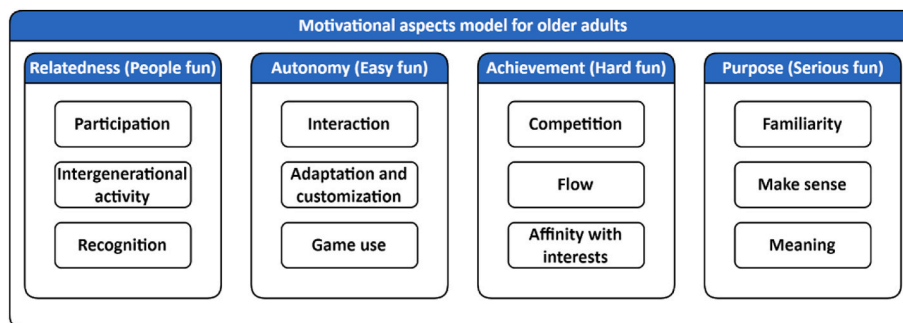 Motivational aspects model for older adults
Relatedness (People fun)
Participation
Intergenerational
activity
Recognition
Autonomy (Easy fun)
Interaction
Adaptation and
customization
Game use
Achievement (Hard fun)
Competition
Flow
Affinity with
interests
Purpose (Serious fun)
Familiarity
Make sense
Meaning